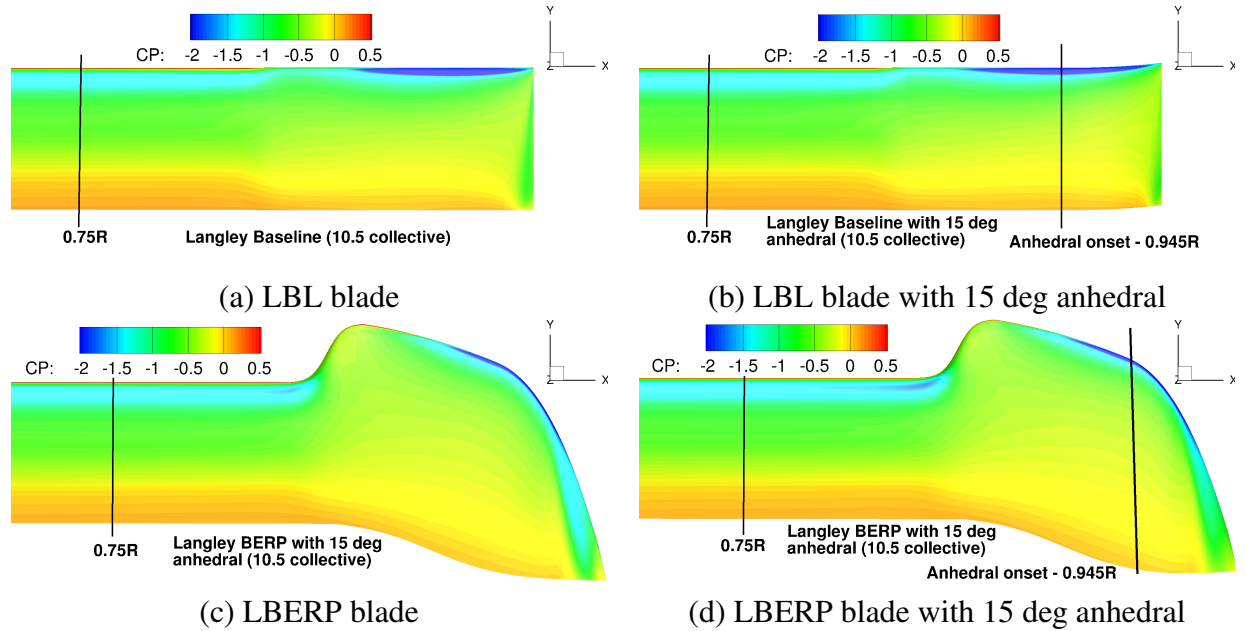 CP: -2 -1.5 -1 -0.5 0 0.5
Y
Z X
0.75R
Langley Baseline (10.5 collective)
(a) LBL blade
CP: -2 -1.5 -1 -0.5 0 0.5
Y
Z X
0.75R
Langley Baseline with 15 deg
anhedral (10.5 collective)
Anhedral onset - 0.945R
(b) LBL blade with 15 deg anhedral
CP: -2 -1.5 -1 -0.5 0 0.5
Y
Z X
0.75R
Langley BERP with 15 deg
anhedral (10.5 collective)
(c) LBERP blade
CP: -2 -1.5 -1 -0.5 0 0.5
Y
Z X
0.75R
Langley BERP with 15 deg
anhedral (10.5 collective)
Anhedral onset - 0.945R
(d) LBERP blade with 15 deg anhedral